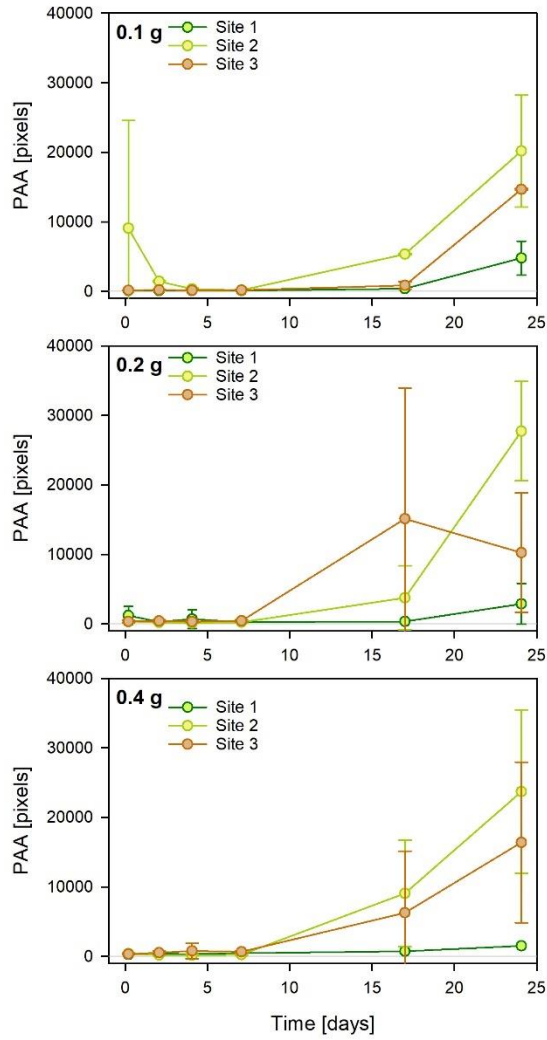 0.1 g
Site 1
Site 2
Site 3
40000
30000
20000
10000
0
PAA [pixels]
0 5 10 15 20 25
0.2 g
Site 1
Site 2
Site 3
40000
30000
20000
10000
0
PAA [pixels]
0 5 10 15 20 25
0.4 g
Site 1
Site 2
Site 3
40000
30000
20000
10000
0
PAA [pixels]
0 5 10 15 20 25
Time [days]